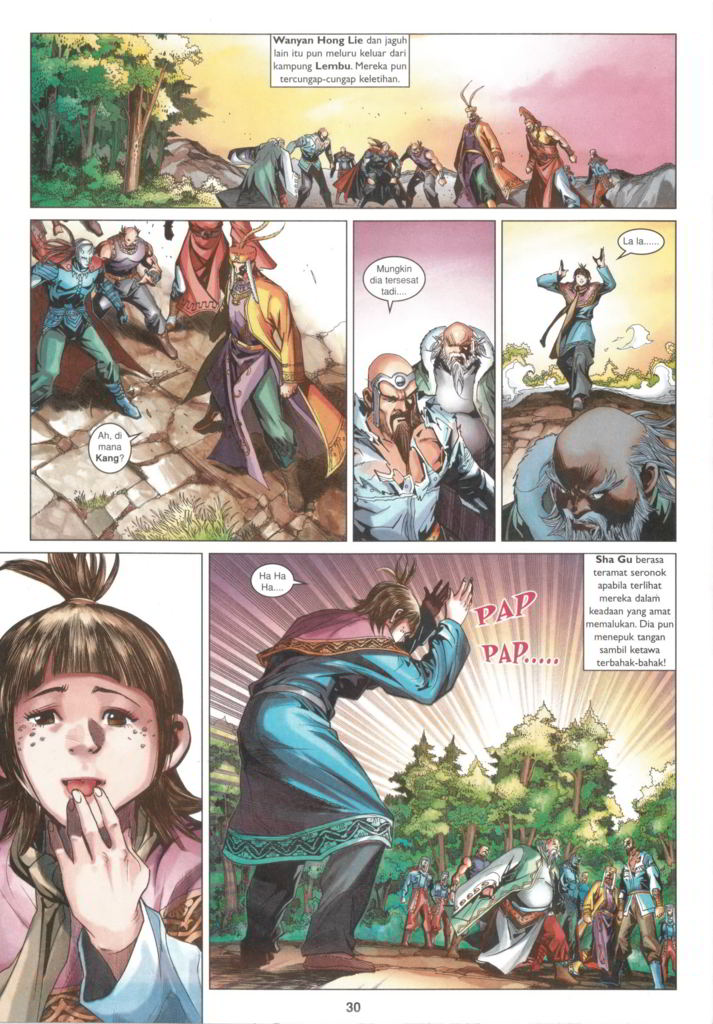 Wanyan Hong Lie dan jaguh
lain itu pun meluru keluar dari
kampung Lembu. Mereka pun
tercungap-cungap keletihan.
Ah, di
mana
Kang?
Mungkin
dia tersesat
tadi....
La la......
Ha Ha
Ha....
PAP
PAP.....
Sha Gu berasa
teramat seronok
apabila terlihat
mereka dalam
keadaan yang amat
memalukan. Dia pun
menepuk tangan
sambil ketawa
terbahak-bahak!
30